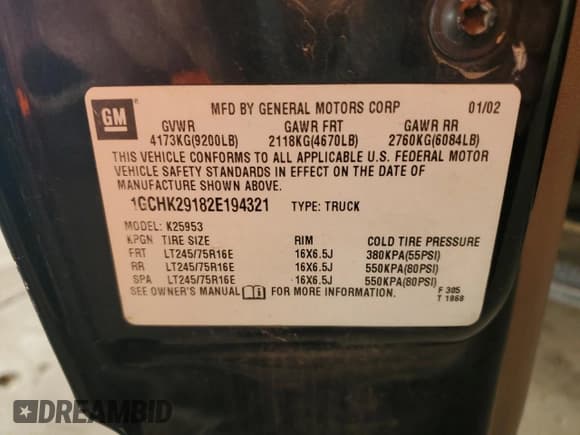 GM
MFD BY GENERAL MOTORS CORP 01/02
GVWR GAWR FRT GAWR RR
4173KG(9200LB) 2118KG(4670LB) 2760KG(6084LB)
THIS VEHICLE CONFORMS TO ALL APPLICABLE U.S. FEDERAL MOTOR
VEHICLE SAFETY STANDARDS IN EFFECT ON THE DATE OF
MANUFACTURE SHOWN ABOVE.
1GCHK29182E194321 TYPE: TRUCK
MODEL: K25953
KPGN TIRE SIZE RIM COLD TIRE PRESSURE
FRT LT245/75R16E 16X6.5J 380KPA(55PSI)
RR LT245/75R16E 16X6.5J 550KPA(80PSI)
SPA LT245/75R16E 16X6.5J 550KPA(80PSI)
SEE OWNER'S MANUAL FOR MORE INFORMATION.
F 305
T 1868
DREAMBID